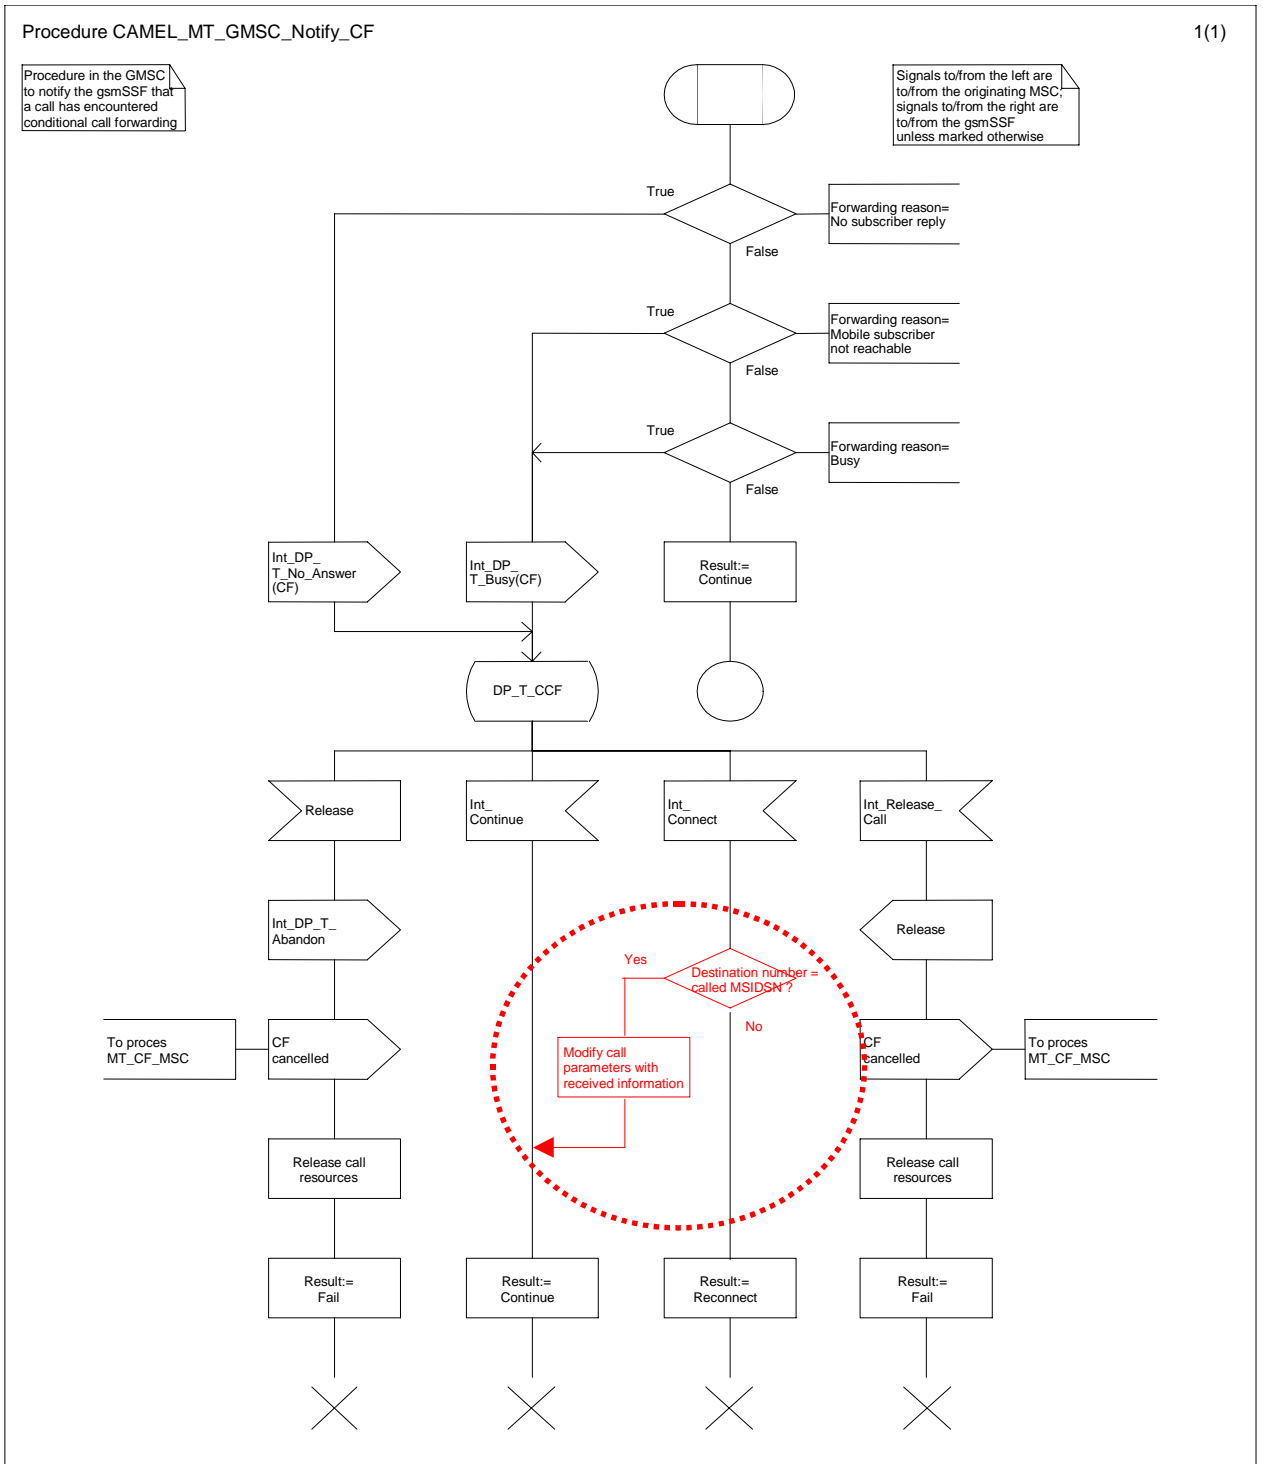 Procedure CAMEL_MT_GMSC_Notify_CF
1(1)
Procedure in the GMSC
to notify the gsmSSF that
a call has encountered
conditional call forwarding
Signals to/from the left are
to/from the originating MSC;
signals to/from the right are
to/from the gsmSSF
unless marked otherwise
True
Forwarding reason=
No subscriber reply
False
True
Forwarding reason=
Mobile subscriber
not reachable
False
True
Forwarding reason=
Busy
False
Int_DP_
T_No_Answer
(CF)
Int_DP_
T_Busy(CF)
Result:=
Continue
DP_T_CCF
Release
Int_
Continue
Int_
Connect
Int_Release_
Call
Int_DP_T_
Abandon
Release
Yes
Destination number =
called MSIDSN ?
No
To proces
MT_CF_MSC
CF
cancelled
Modify call
parameters with
received information
CF
cancelled
To proces
MT_CF_MSC
Release call
resources
Release call
resources
Result:=
Fail
Result:=
Continue
Result:=
Reconnect
Result:=
Fail